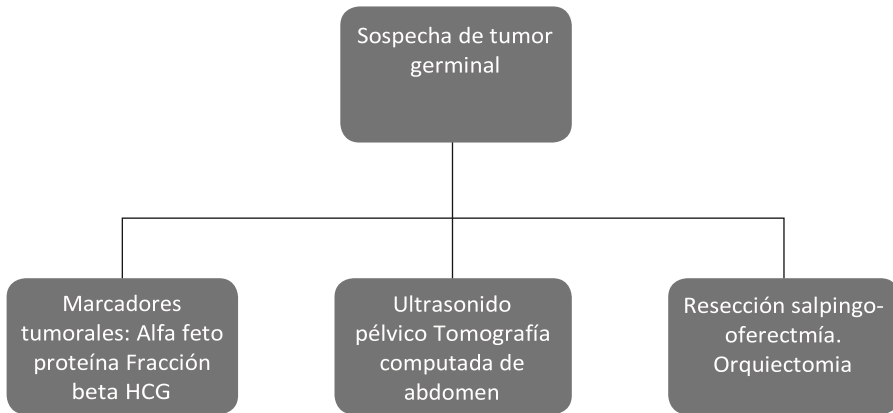 Sospecha de tumor
germinal
Marcadores
tumorales: Alfa feto
proteína Fracción
beta HCG
Ultrasonido
pélvico Tomografía
computada de
abdomen
Resección salpingo-
oferectmía.
Orquiectomia